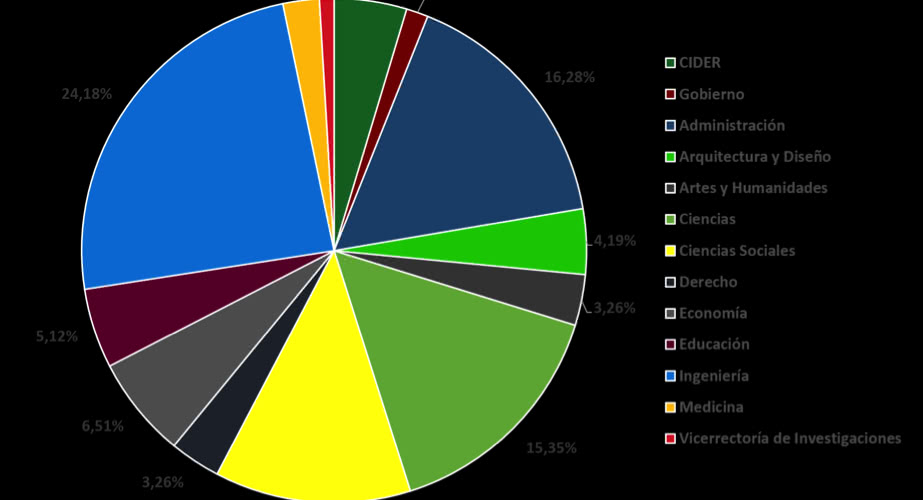 16,28%
24,18%
4,19%
3,26%
5,12%
6,51%
15,35%
3,26%
CIDER
Gobierno
Administración
Arquitectura y Diseño
Artes y Humanidades
Ciencias
Ciencias Sociales
Derecho
Economía
Educación
Ingeniería
Medicina
Vicerrectoría de Investigaciones